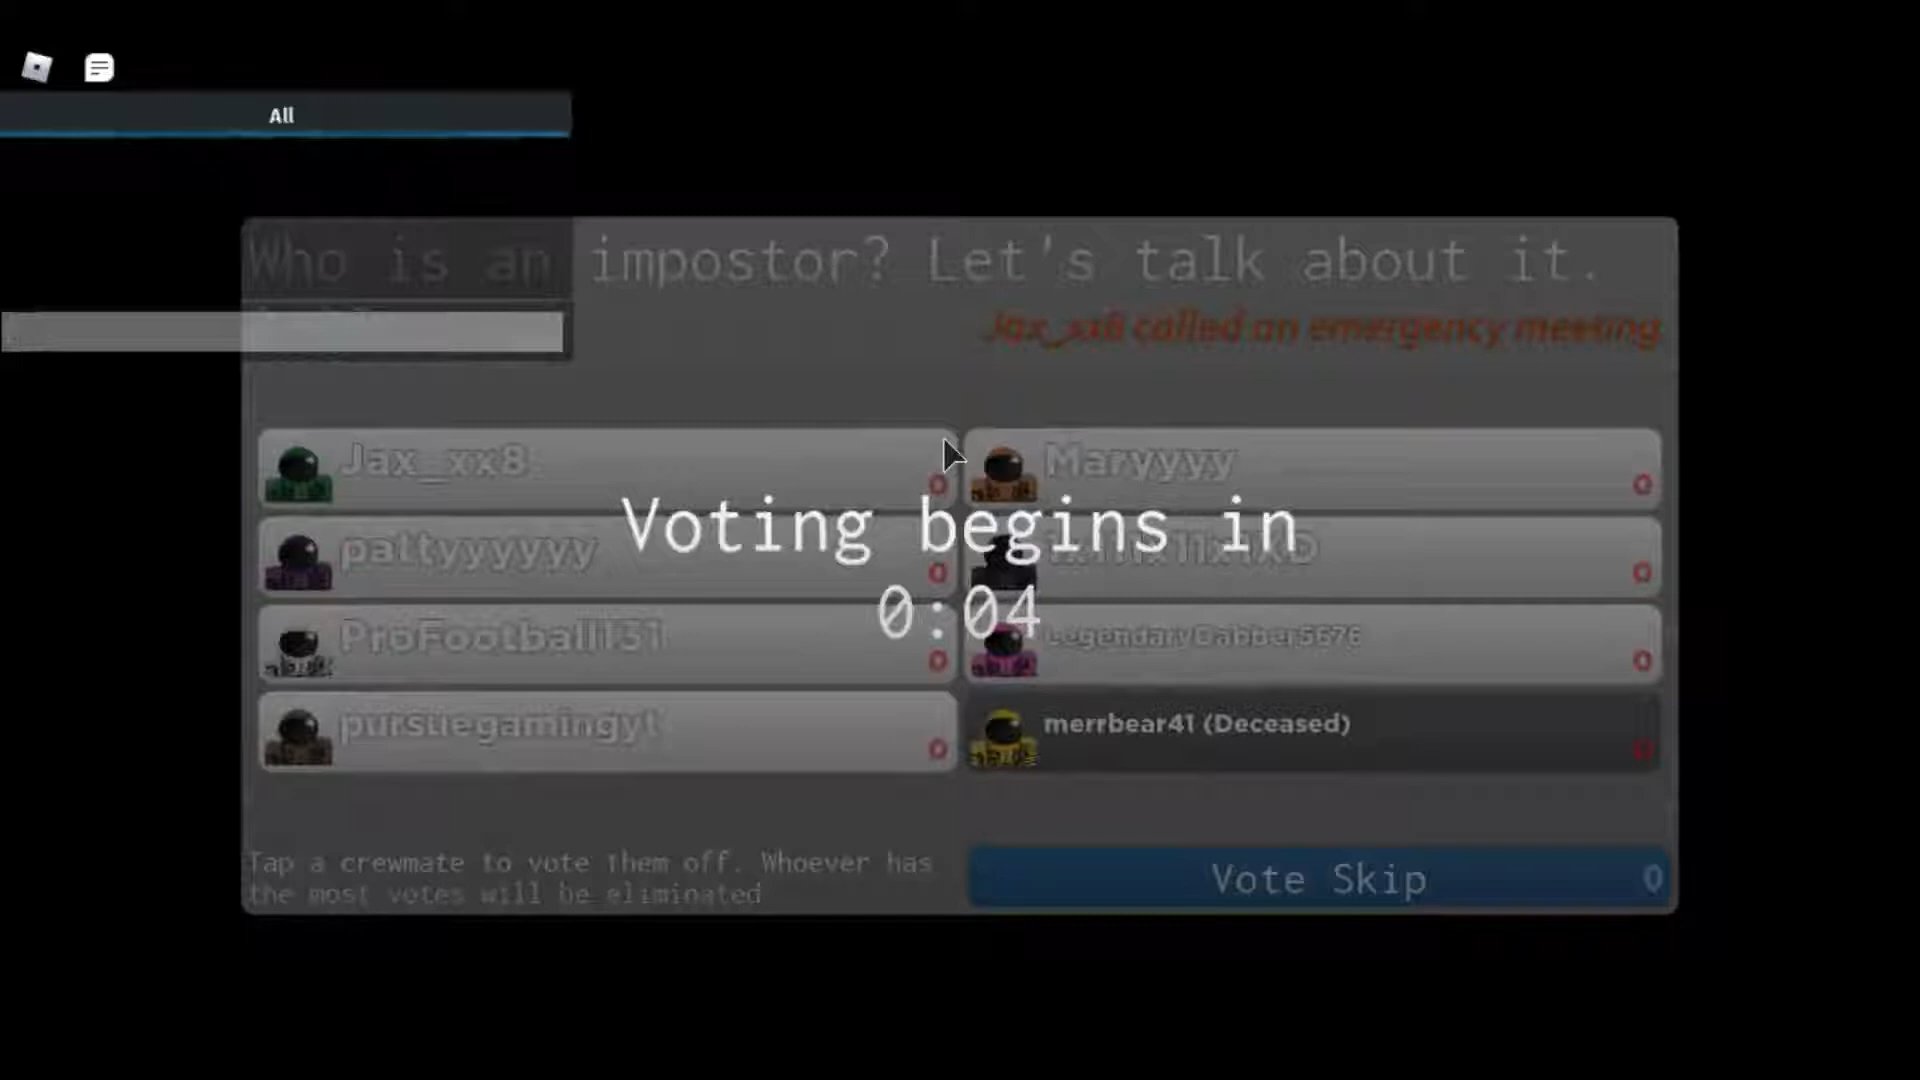 All
Who is an impostor? Let's talk about it.
Jax_xx8 called an emergency meeting
Jax_xx8
0
Maryyyy
0
Voting begins in
pattyyyyyy
0
0
0:04
ProFootball131
0
LegendaryDabber5676
0
pursuegamingyt
0
merrbear41 (Deceased)
0
Tap a crewmate to vote them off. Whoever has
the most votes will be eliminated
Vote Skip
0